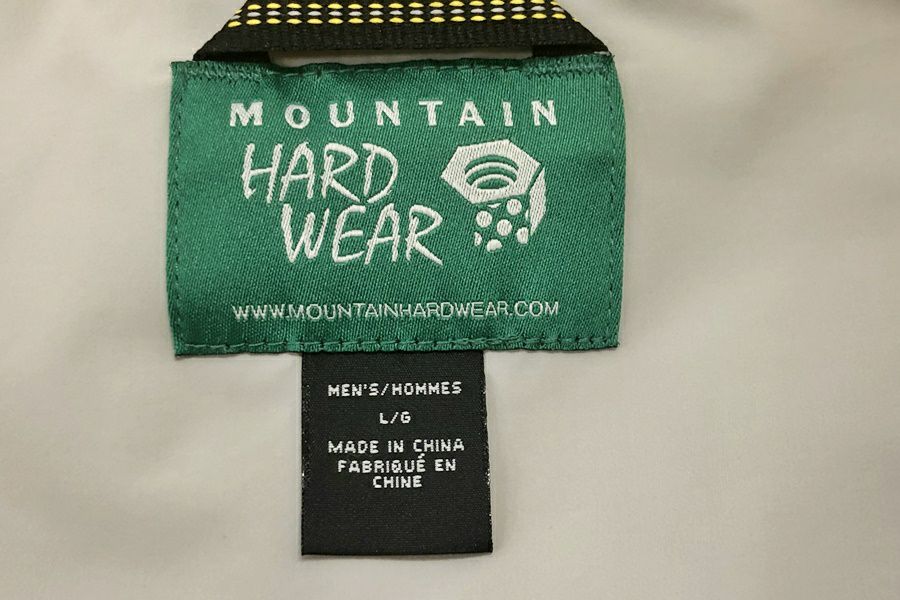 MOUNTAIN
HARD
WEAR
WWW.MOUNTAINHARDWEAR.COM
MEN'S/HOMMES
L/G
MADE IN CHINA
FABRIQUÉ EN
CHINE